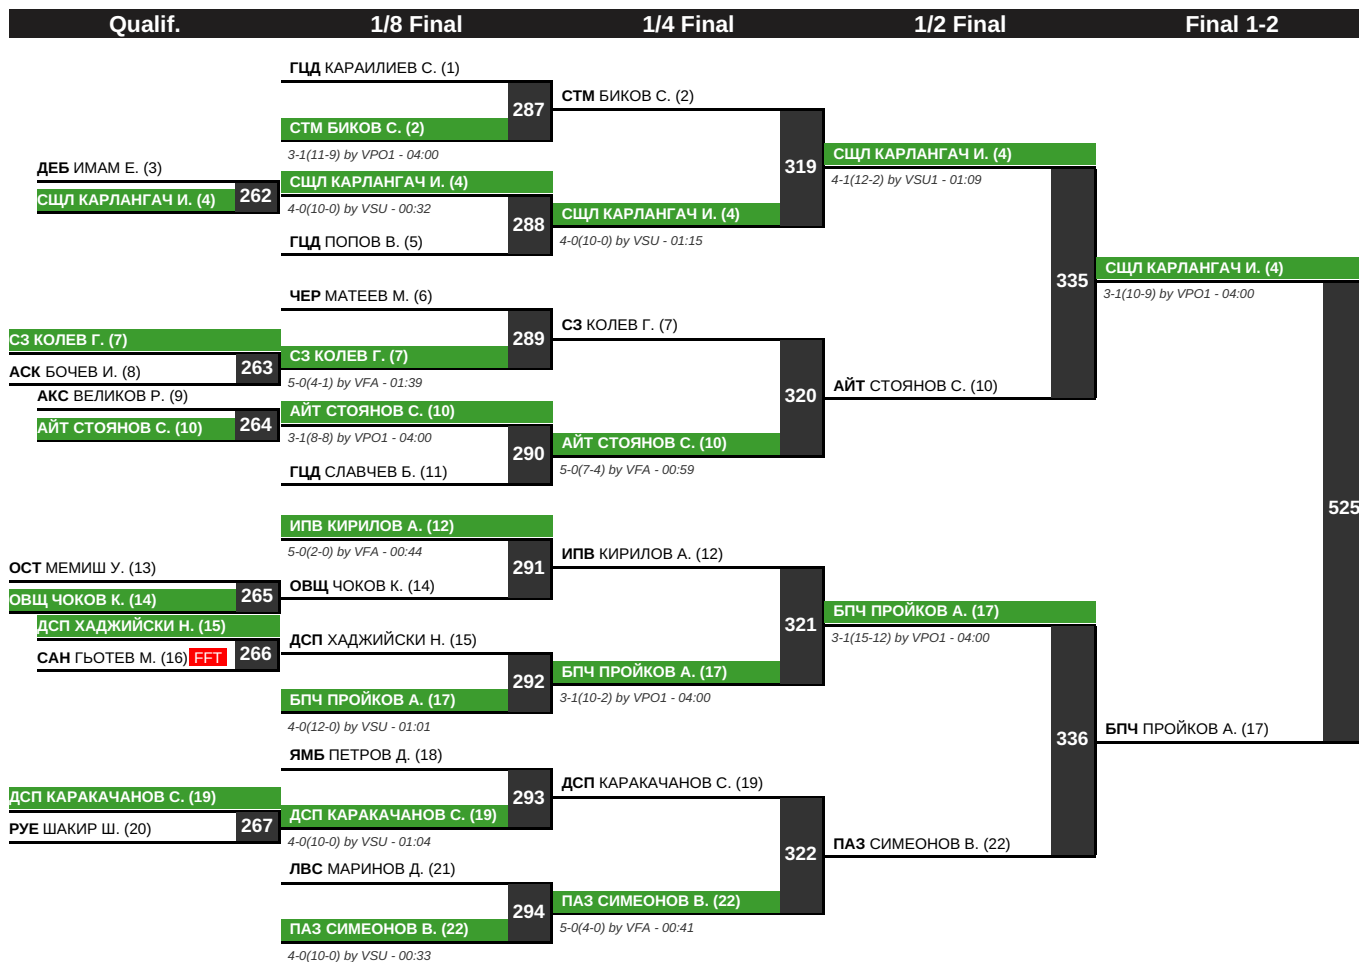 Qualif.
1/8 Final
1/4 Final
1/2 Final
Final 1-2
ДЕБ ИМАМ Е. (3)
СЩЛ КАРЛАНГАЧ И. (4)
262
СЗ КОЛЕВ Г. (7)
АСК БОЧЕВ И. (8)
263
АКС ВЕЛИКОВ Р. (9)
АЙТ СТОЯНОВ С. (10)
264
ОСТ МЕМИШ У. (13)
ОВЩ ЧОКОВ К. (14)
265
ДСП ХАДЖИЙСКИ Н. (15)
САН ГЬОТЕВ М. (16) FFT
266
ДСП КАРАКАЧАНОВ С. (19)
РУЕ ШАКИР Ш. (20)
267
ГЦД КАРАИЛИЕВ С. (1)
287
СТМ БИКОВ С. (2)
3-1(11-9) by VPO1 - 04:00
СЩЛ КАРЛАНГАЧ И. (4)
4-0(10-0) by VSU - 00:32
288
ГЦД ПОПОВ В. (5)
ЧЕР МАТЕЕВ М. (6)
289
СЗ КОЛЕВ Г. (7)
5-0(4-1) by VFA - 01:39
АЙТ СТОЯНОВ С. (10)
3-1(8-8) by VPO1 - 04:00
290
ГЦД СЛАВЧЕВ Б. (11)
ИПВ КИРИЛОВ А. (12)
5-0(2-0) by VFA - 00:44
291
ОВЩ ЧОКОВ К. (14)
ДСП ХАДЖИЙСКИ Н. (15)
292
БПЧ ПРОЙКОВ А. (17)
4-0(12-0) by VSU - 01:01
ЯМБ ПЕТРОВ Д. (18)
293
ДСП КАРАКАЧАНОВ С. (19)
4-0(10-0) by VSU - 01:04
ЛВС МАРИНОВ Д. (21)
294
ПАЗ СИМЕОНОВ В. (22)
4-0(10-0) by VSU - 00:33
СТМ БИКОВ С. (2)
319
СЩЛ КАРЛАНГАЧ И. (4)
4-0(10-0) by VSU - 01:15
СЗ КОЛЕВ Г. (7)
320
АЙТ СТОЯНОВ С. (10)
5-0(7-4) by VFA - 00:59
ИПВ КИРИЛОВ А. (12)
321
БПЧ ПРОЙКОВ А. (17)
3-1(10-2) by VPO1 - 04:00
ДСП КАРАКАЧАНОВ С. (19)
322
ПАЗ СИМЕОНОВ В. (22)
5-0(4-0) by VFA - 00:41
СЩЛ КАРЛАНГАЧ И. (4)
4-1(12-2) by VSU1 - 01:09
335
АЙТ СТОЯНОВ С. (10)
БПЧ ПРОЙКОВ А. (17)
3-1(15-12) by VPO1 - 04:00
336
ПАЗ СИМЕОНОВ В. (22)
СЩЛ КАРЛАНГАЧ И. (4)
3-1(10-9) by VPO1 - 04:00
525
БПЧ ПРОЙКОВ А. (17)